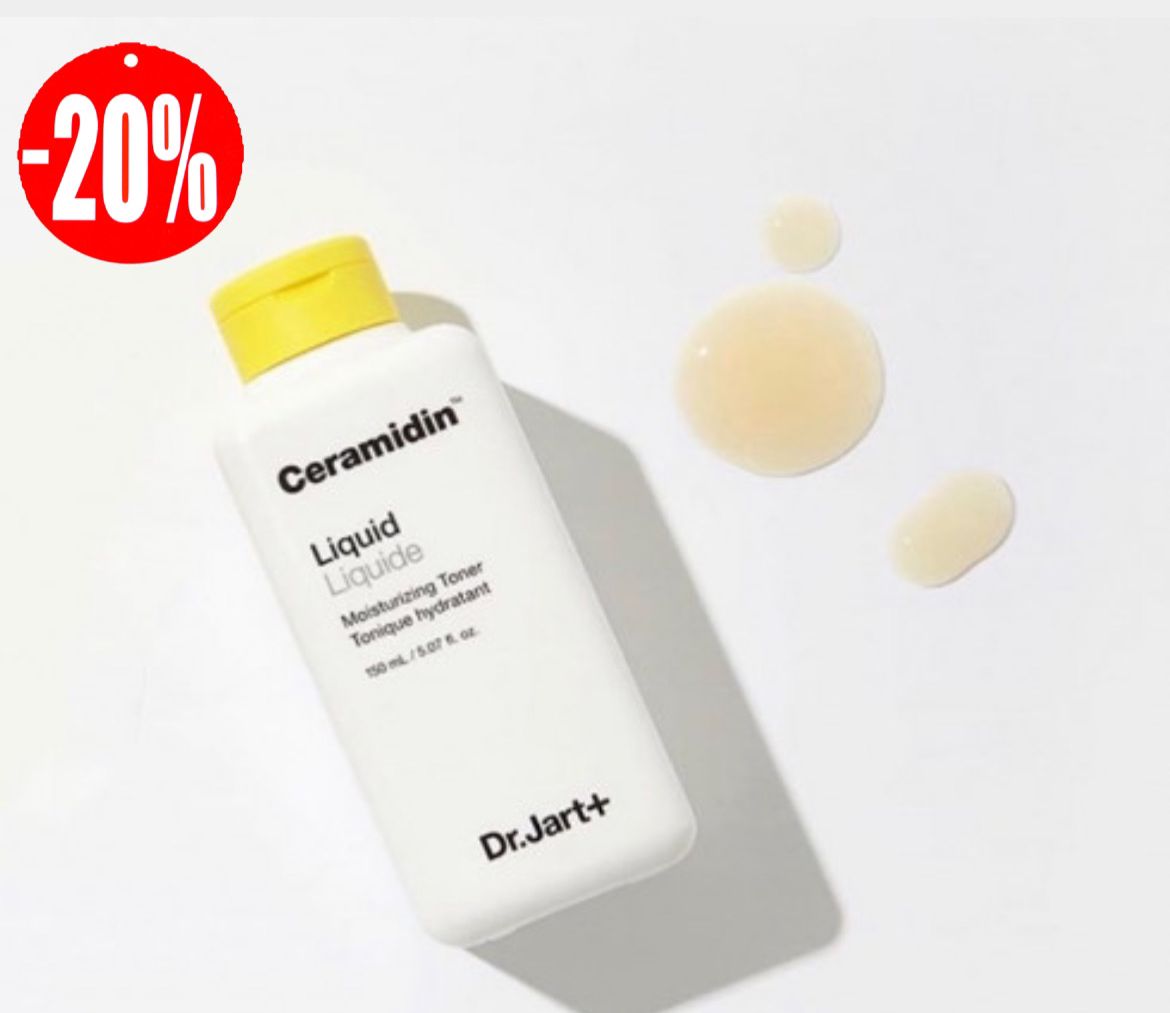 -20%
Ceramidin™
Liquid
Liquide
Moisturizing Toner
Tonique hydratant
150 mL / 5.07 fl. oz.
Dr.Jart+